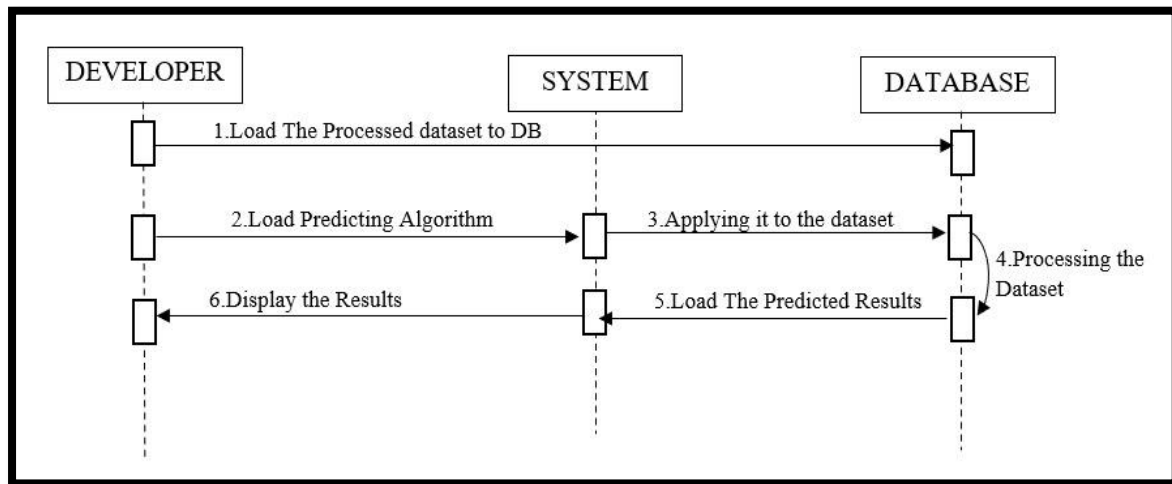 DEVELOPER
SYSTEM
DATABASE
1.Load The Processed dataset to DB
2.Load Predicting Algorithm
3.Applying it to the dataset
4.Processing the
Dataset
6.Display the Results
5.Load The Predicted Results